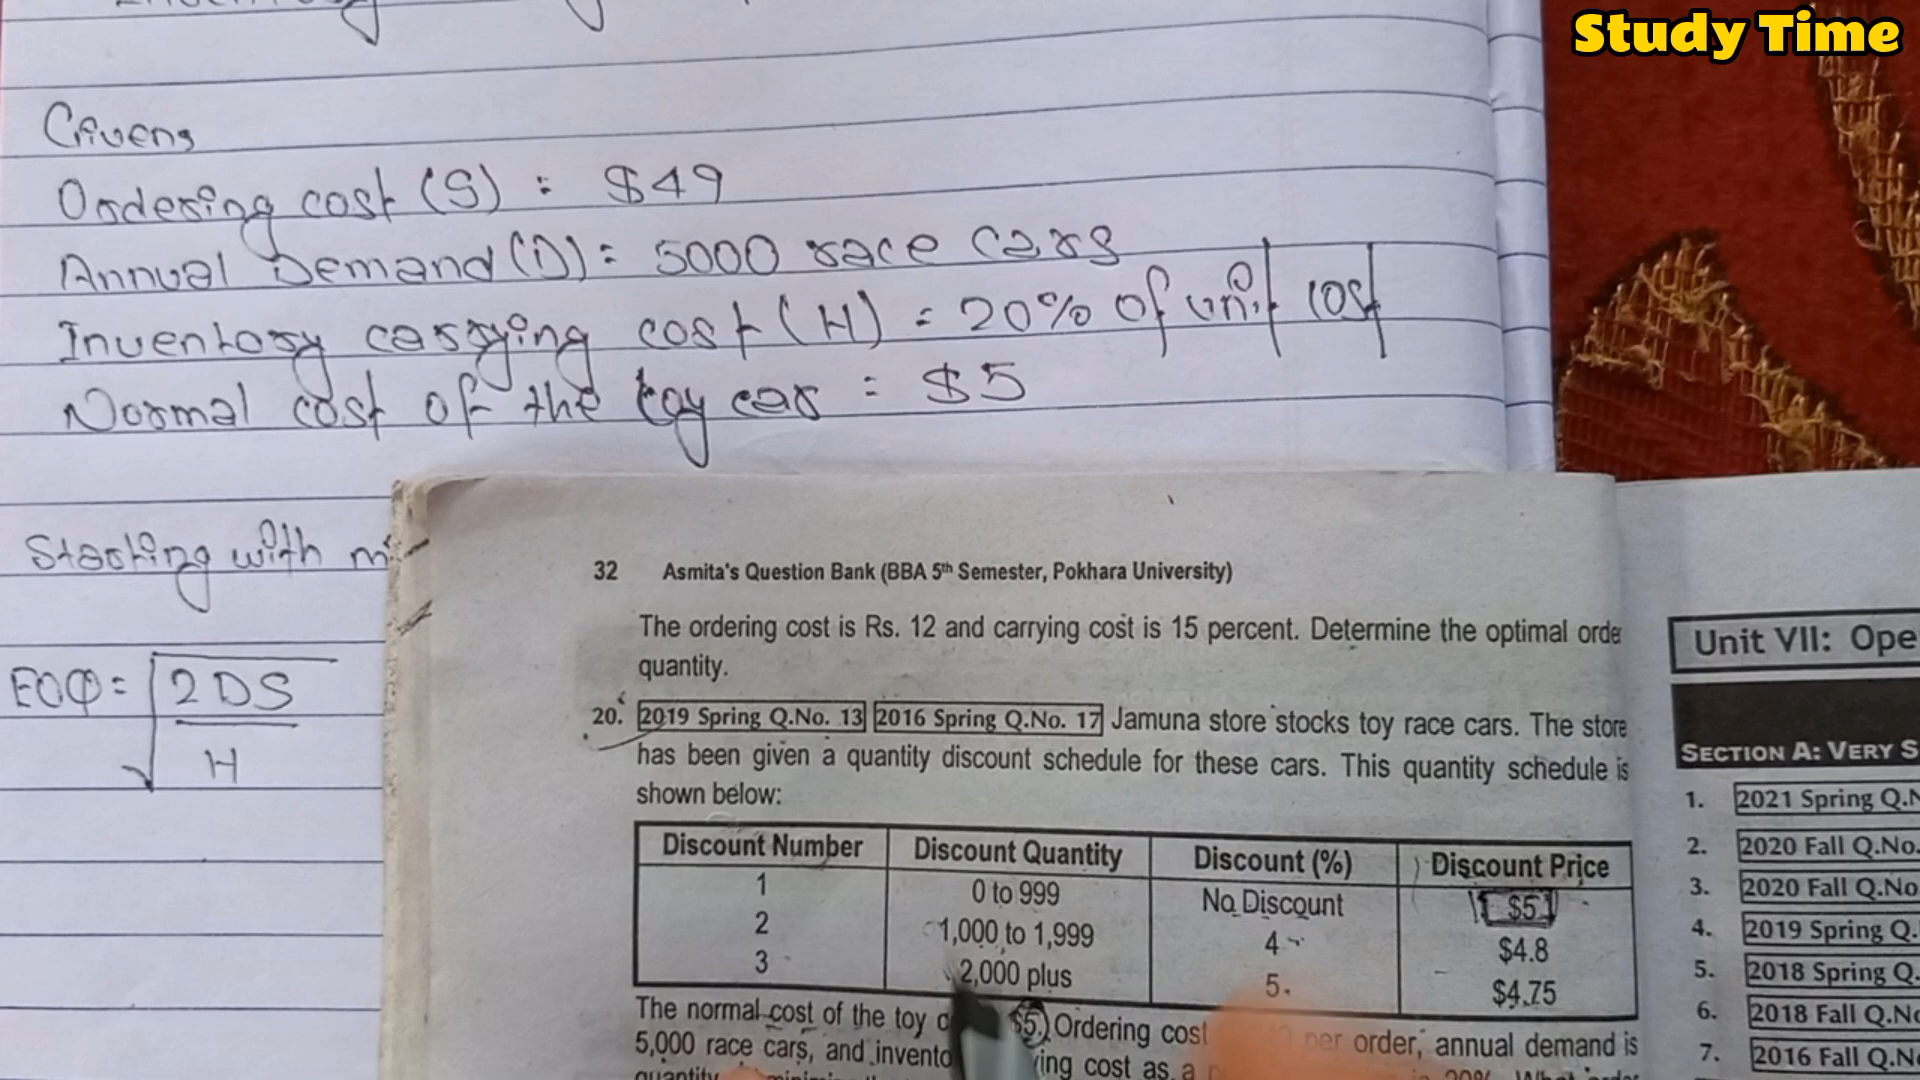 Study Time
Givens
Ordering cost (S) : $49
Annual Demand (D) : 5000 race cars
Inventory carrying cost (H) = 20% of unit cost
Normal cost of the toy car = $5
Starting with
EOQ = √2DS
H
32 Asmita's Question Bank (BBA 5th Semester, Pokhara University)
The ordering cost is Rs. 12 and carrying cost is 15 percent. Determine the optimal orde
quantity.
20. 2019 Spring Q.No. 13 2016 Spring Q.No. 17 Jamuna store stocks toy race cars. The store
has been given a quantity discount schedule for these cars. This quantity schedule is
shown below:
Discount Number Discount Quantity Discount (%) Discount Price
1 0 to 999 No Discount $5
2 1,000 to 1,999 4 $4.8
3 2,000 plus 5. $4.75
The normal cost of the toy $5. Ordering cost per order, annual demand is
5,000 race cars, and cost as a
Unit VII: Ope
SECTION A: VERY S
1. 2021 Spring Q.N
2. 2020 Fall Q.No.
3. 2020 Fall Q.No
4. 2019 Spring Q.
5. 2018 Spring Q.
6. 2018 Fall Q.No
7. 2016 Fall Q.N